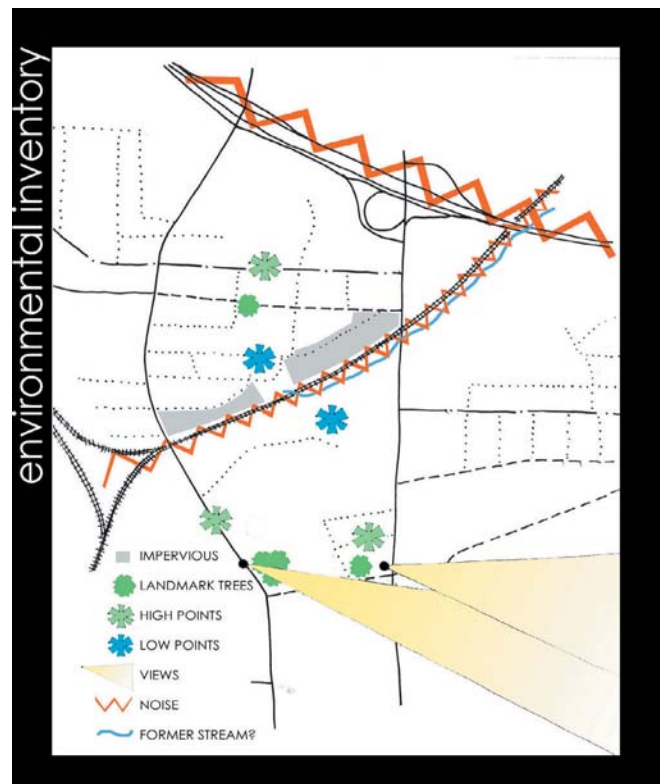 environmental inventory
IMPERVIOUS
LANDMARK TREES
HIGH POINTS
LOW POINTS
VIEWS
NOISE
FORMER STREAM?